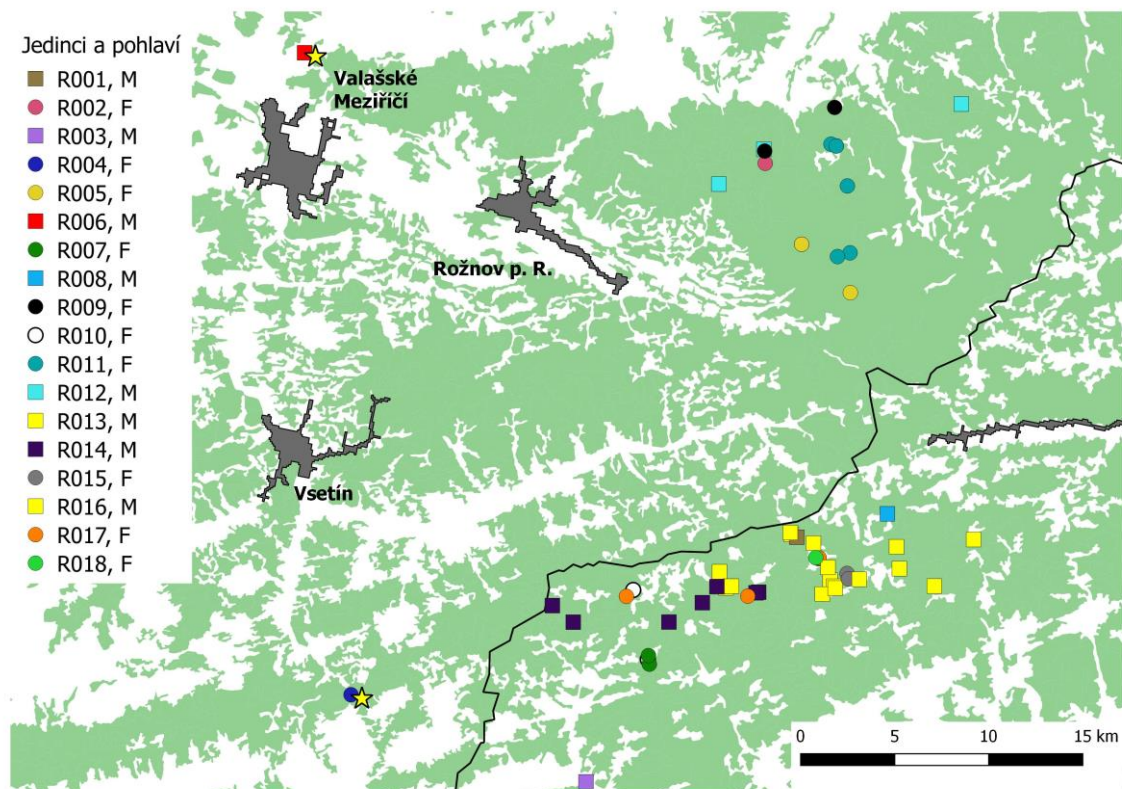 Jedinci a pohlaví
R001, M
R002, F
R003, M
R004, F
R005, F
R006, M
R007, F
R008, M
R009, F
R010, F
R011, F
R012, M
R013, M
R014, M
R015, F
R016, M
R017, F
R018, F
Valašské
Meziříčí
Rožnov p. R.
Vsetín
0 5 10 15 km